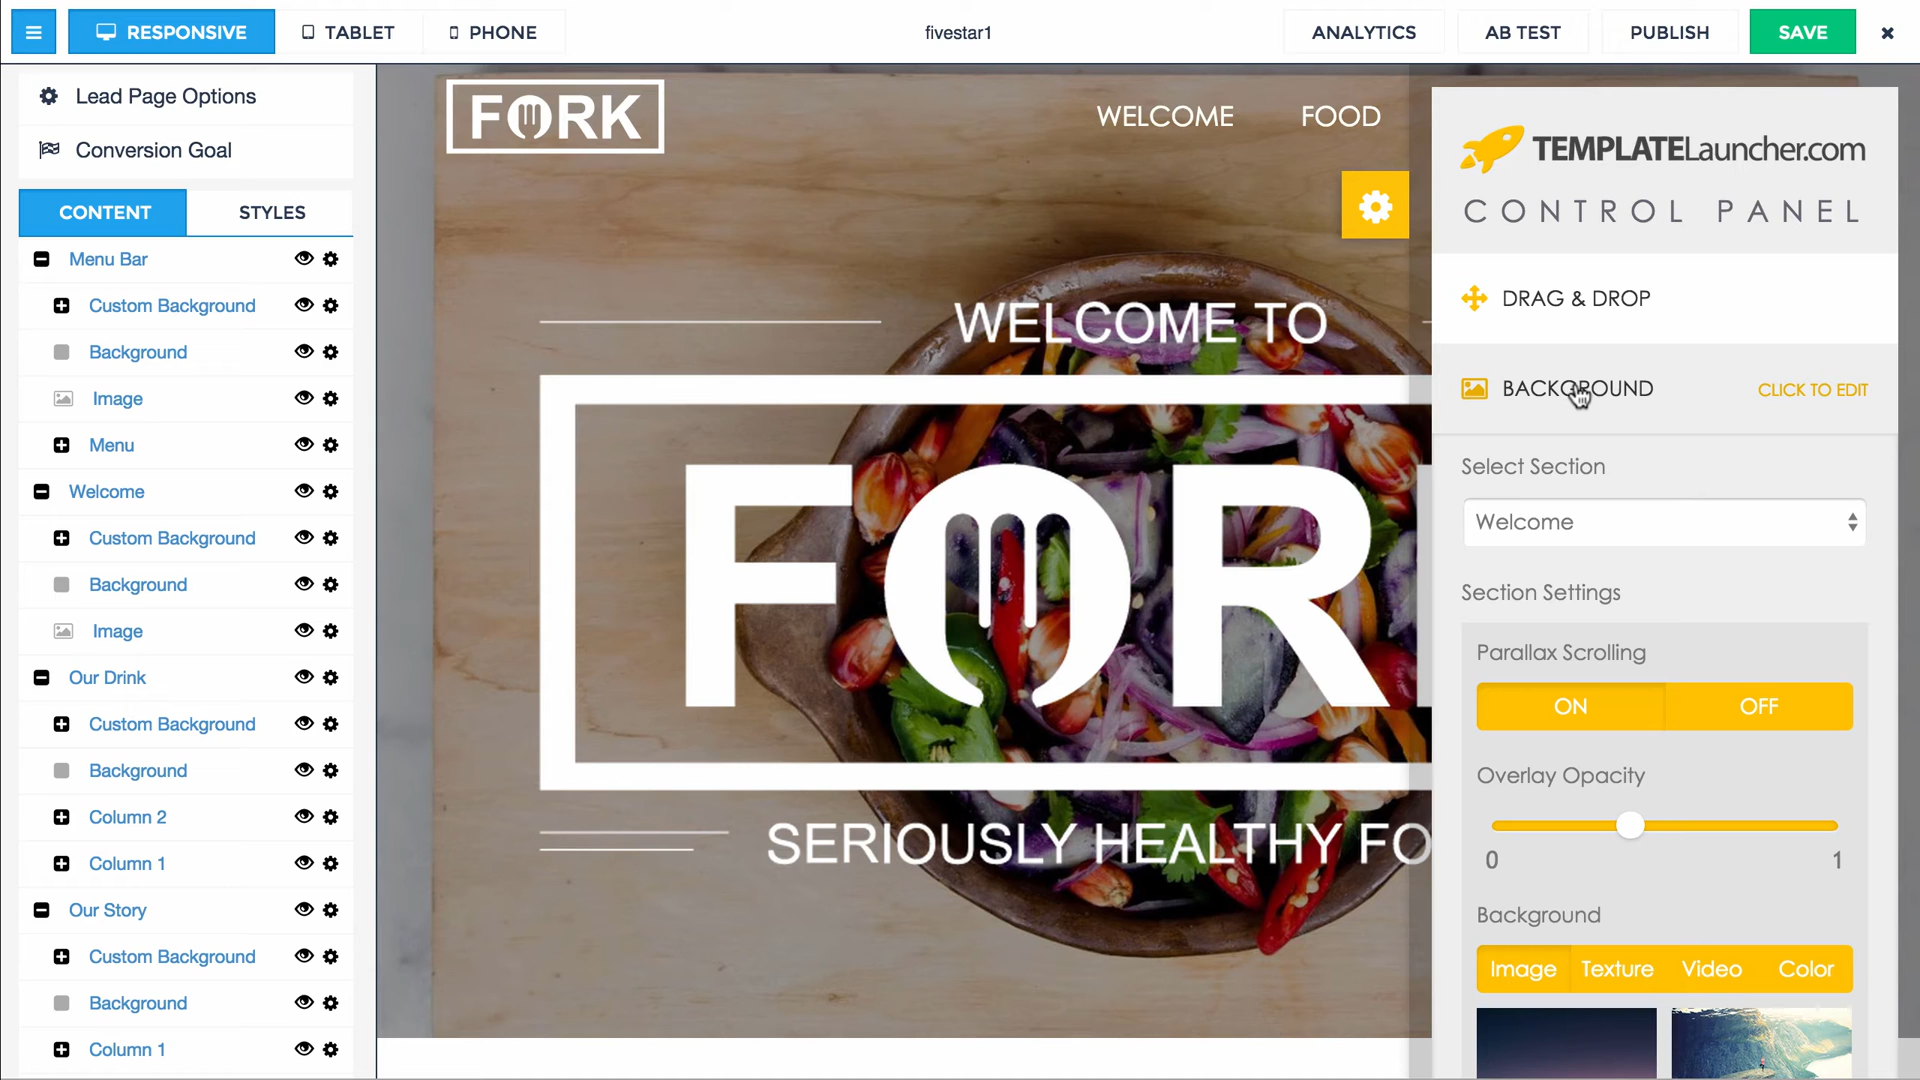 RESPONSIVE
TABLET
PHONE
fivestar1
ANALYTICS
AB TEST
PUBLISH
SAVE
Lead Page Options
Conversion Goal
CONTENT
STYLES
Menu Bar
Custom Background
Background
Image
Menu
Welcome
Custom Background
Background
Image
Our Drink
Custom Background
Background
Column 2
Column 1
Our Story
Custom Background
Background
Column 1
FORK
WELCOME
FOOD
WELCOME TO
FOR
SERIOUSLY HEALTHY FO
TEMPLATELauncher.com
CONTROL PANEL
DRAG & DROP
BACKGROUND
CLICK TO EDIT
Select Section
Welcome
Section Settings
Parallax Scrolling
ON
OFF
Overlay Opacity
0
1
Background
Image
Texture
Video
Color